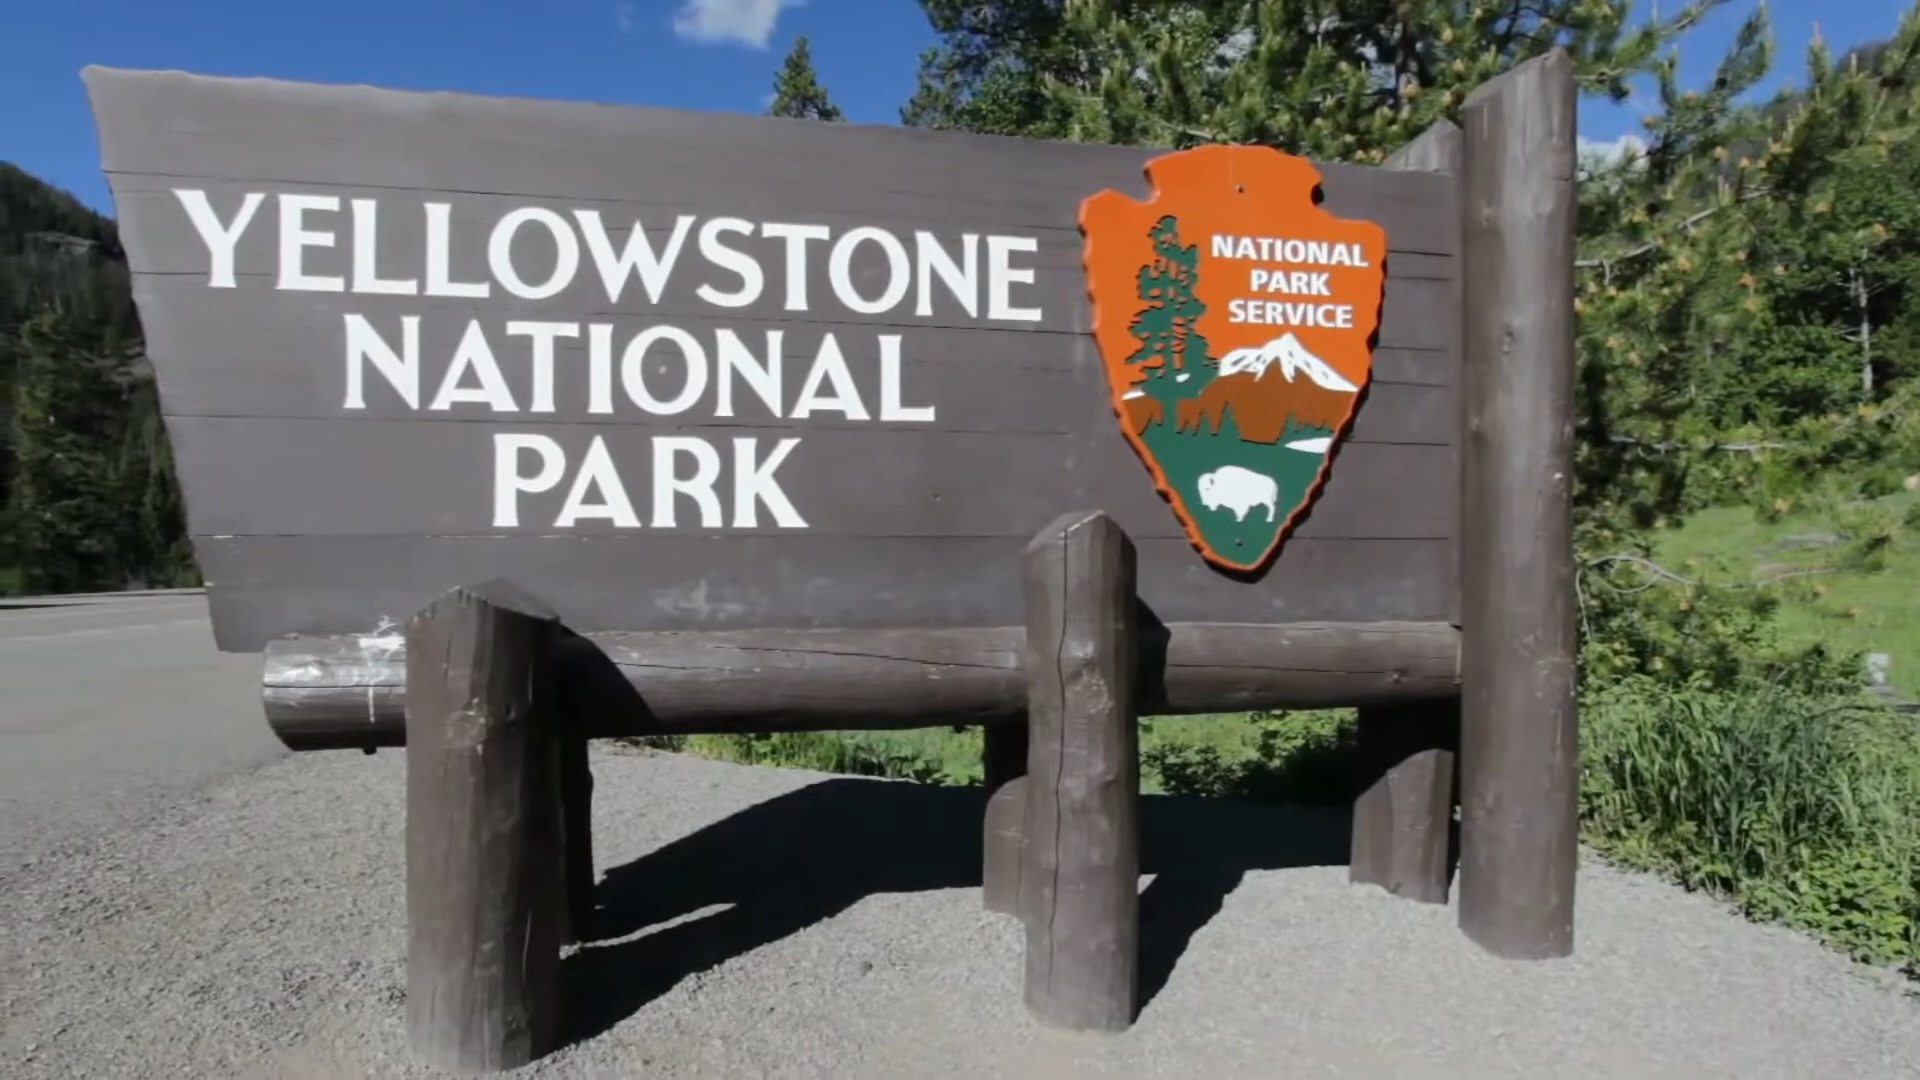 YELLOWSTONE
NATIONAL
PARK
NATIONAL
PARK
SERVICE